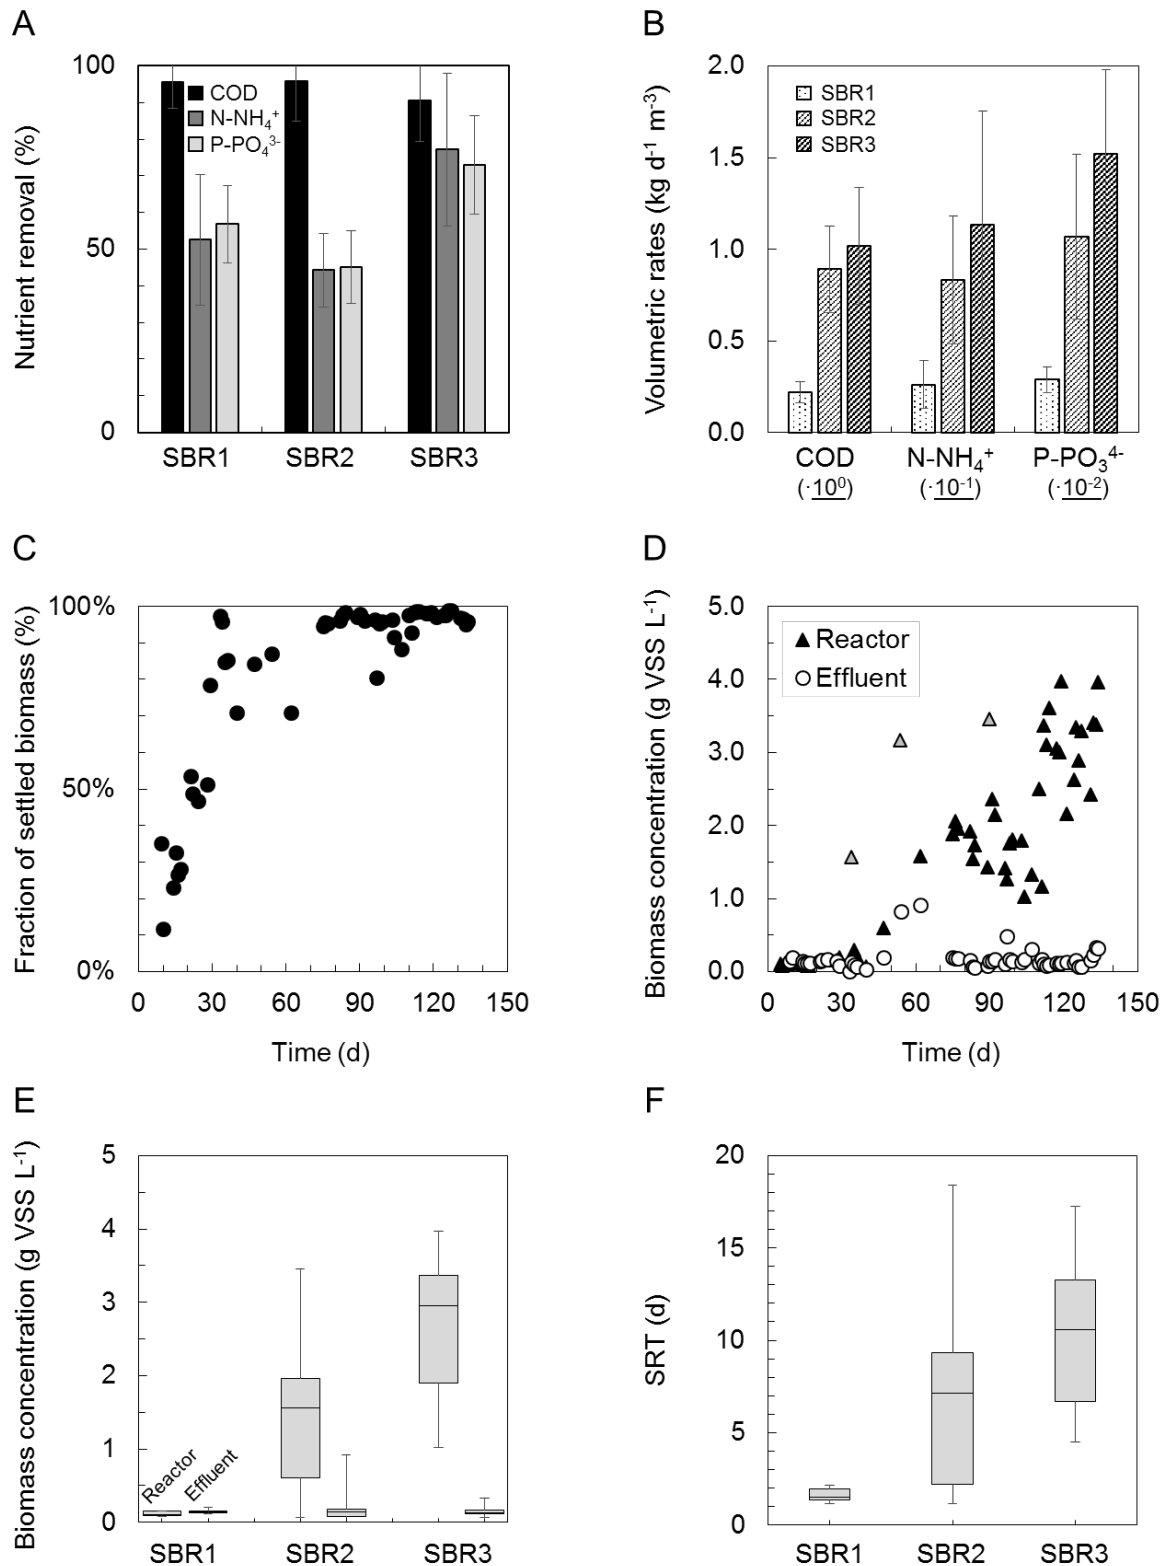 A
Nutrient removal (%)
100
50
0
COD
N-NH₄⁺
P-PO₄³⁻
SBR1 SBR2 SBR3
B
Volumetric rates (kg d⁻¹ m⁻³)
2.0
1.5
1.0
0.5
0.0
SBR1
SBR2
SBR3
COD N-NH₄⁺ P-PO₃⁴⁻
(·10⁰) (·10⁻¹) (·10⁻²)
C
Fraction of settled biomass (%)
100%
50%
0%
0 30 60 90 120 150
Time (d)
D
Biomass concentration (g VSS L⁻¹)
5.0
4.0
3.0
2.0
1.0
0.0
Reactor
Effluent
0 30 60 90 120 150
Time (d)
E
Biomass concentration (g VSS L⁻¹)
5
4
3
2
1
0
Reactor
Effluent
SBR1 SBR2 SBR3
F
SRT (d)
20
15
10
5
0
SBR1 SBR2 SBR3